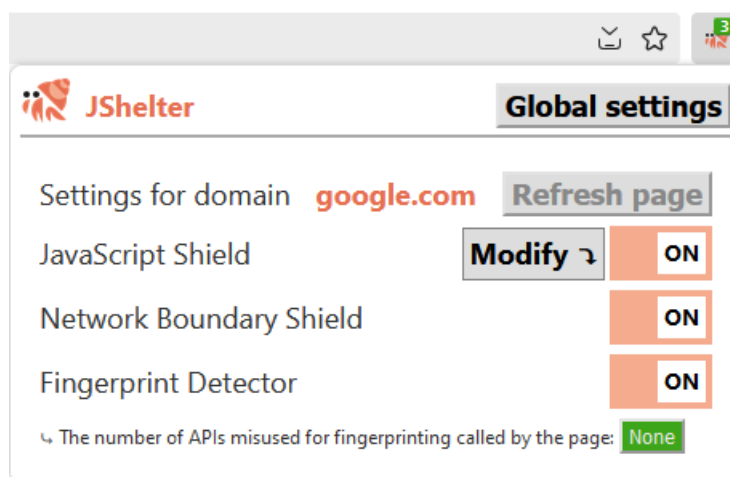 3
JShelter Global settings
Settings for domain google.com Refresh page
JavaScript Shield Modify ⤵ ON
Network Boundary Shield ON
Fingerprint Detector ON
⤷ The number of APIs misused for fingerprinting called by the page: None